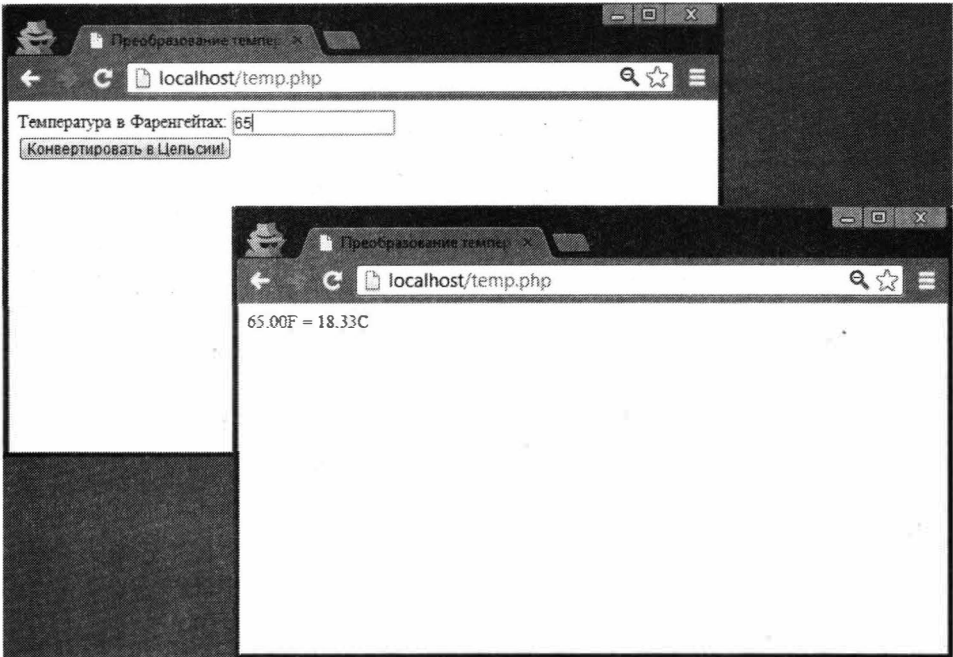 Преобразование темпер
localhost/temp.php
Температура в Фаренгейтах: 65
Конвертировать в Цельсии!
Преобразование темпер
localhost/temp.php
65.00F = 18.33C